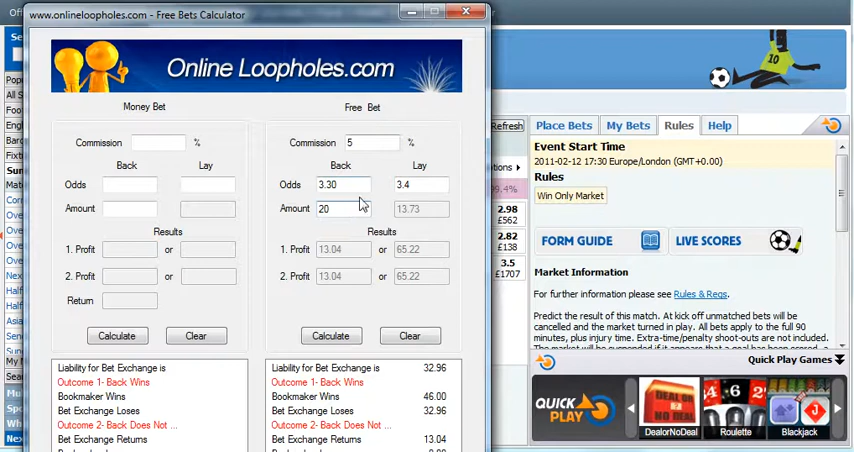 www.onlineloopholes.com - Free Bets Calculator
Online Loopholes.com
Money Bet
Free Bet
Commission %
Commission 5 %
Back Lay
Back Lay
Odds
Odds 3.30 3.4
Amount
Amount 20 13.73
Results
Results
1. Profit or
1. Profit 13.04 or 65.22
2. Profit or
2. Profit 13.04 or 65.22
Return
Calculate Clear
Calculate Clear
Liability for Bet Exchange is
Outcome 1- Back Wins
Bookmaker Wins
Bet Exchange Loses
Outcome 2- Back Does Not ...
Bet Exchange Returns
Liability for Bet Exchange is 32.96
Outcome 1- Back Wins
Bookmaker Wins 46.00
Bet Exchange Loses 32.96
Outcome 2- Back Does Not ...
Bet Exchange Returns 13.04
Refresh
99.4%
2.98
£562
2.82
£138
3.5
£1707
10
Place Bets My Bets Rules Help
Event Start Time
2011-02-12 17:30 Europe/London (GMT+0.00)
Rules
Win Only Market
FORM GUIDE LIVE SCORES
Market Information
For further information please see Rules & Regs.
Predict the result of this match. At kick off unmatched bets will be
cancelled and the market turned in play. All bets apply to the full 90
minutes, plus injury time. Extra-time/penalty shoot-outs are not included.
Quick Play Games
QUICK PLAY
DEAL OR NO DEAL
DealorNoDeal Roulette Blackjack